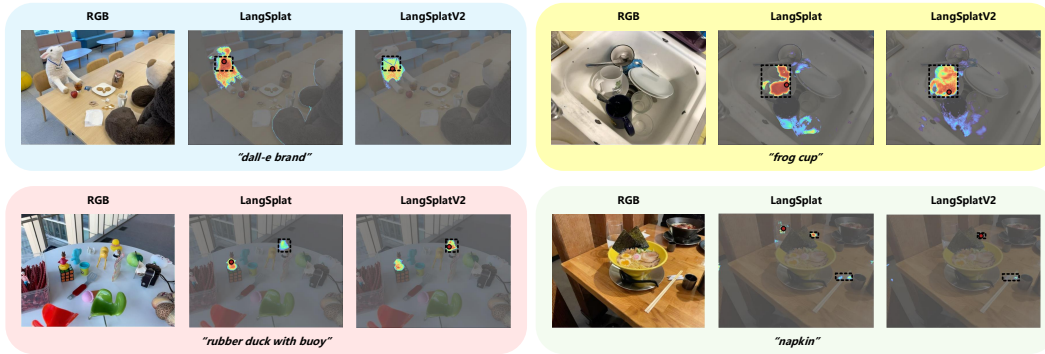 RGB LangSplat LangSplatV2
"dall-e brand"
RGB LangSplat LangSplatV2
"frog cup"
RGB LangSplat LangSplatV2
"rubber duck with buoy"
RGB LangSplat LangSplatV2
"napkin"